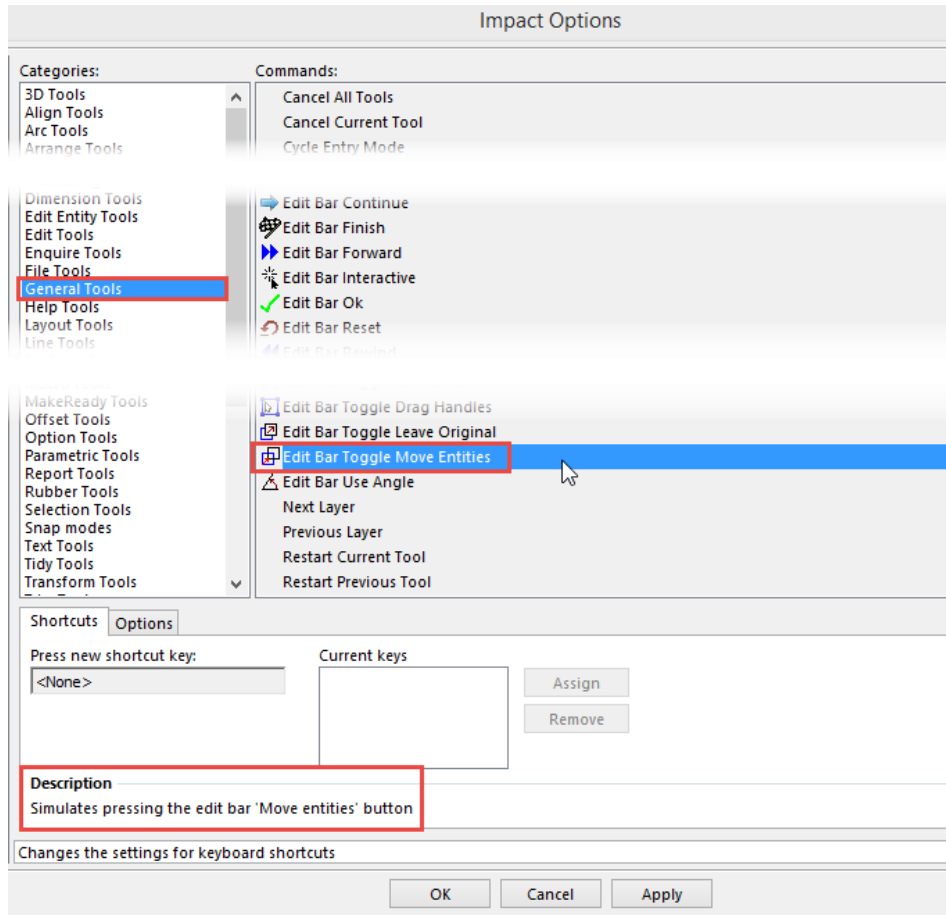 Impact Options
Categories:
3D Tools
Align Tools
Arc Tools
Arrange Tools
Dimension Tools
Edit Entity Tools
Edit Tools
Enquire Tools
File Tools
General Tools
Help Tools
Layout Tools
Line Tools
MakeReady Tools
Offset Tools
Option Tools
Parametric Tools
Report Tools
Rubber Tools
Selection Tools
Snap modes
Text Tools
Tidy Tools
Transform Tools
Commands:
Cancel All Tools
Cancel Current Tool
Cycle Entry Mode
Edit Bar Continue
Edit Bar Finish
Edit Bar Forward
Edit Bar Interactive
Edit Bar Ok
Edit Bar Reset
Edit Bar Rewind
Edit Bar Toggle Drag Handles
Edit Bar Toggle Leave Original
Edit Bar Toggle Move Entities
Edit Bar Use Angle
Next Layer
Previous Layer
Restart Current Tool
Restart Previous Tool
Shortcuts
Options
Press new shortcut key:
<None>
Current keys
Assign
Remove
Description
Simulates pressing the edit bar 'Move entities' button
Changes the settings for keyboard shortcuts
OK
Cancel
Apply